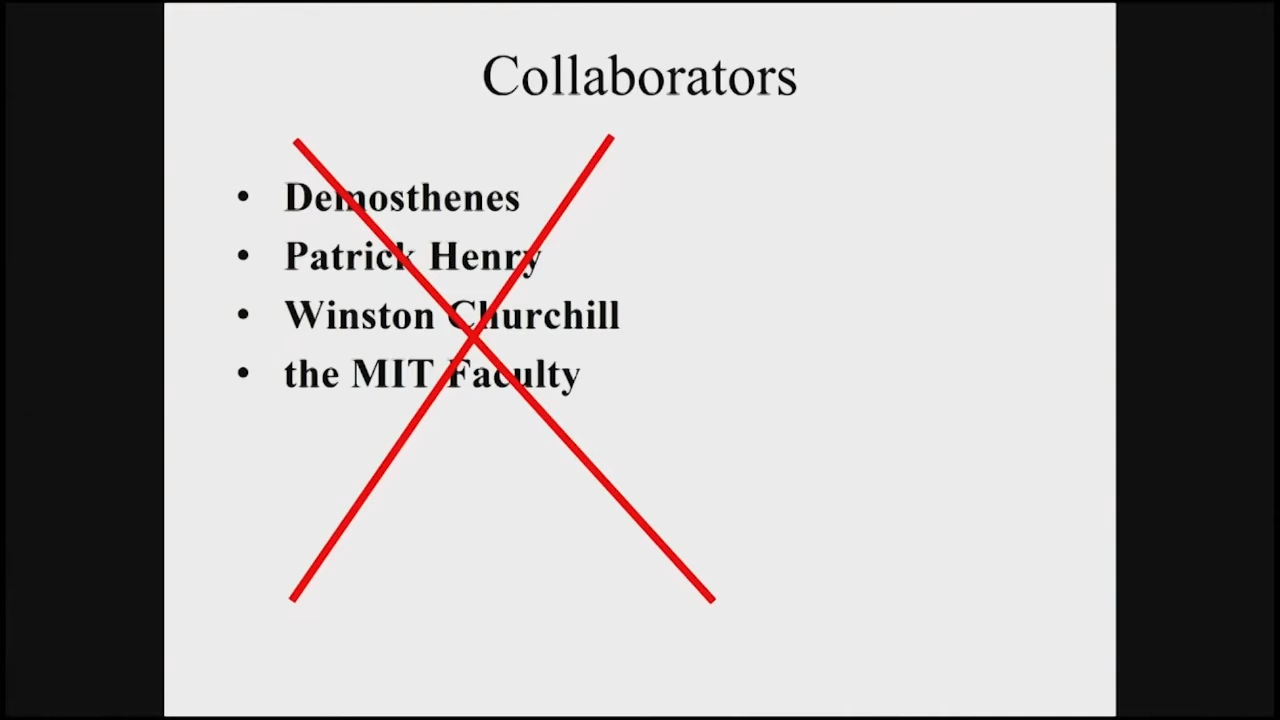 Collaborators
• Demosthenes
• Patrick Henry
• Winston Churchill
• the MIT Faculty